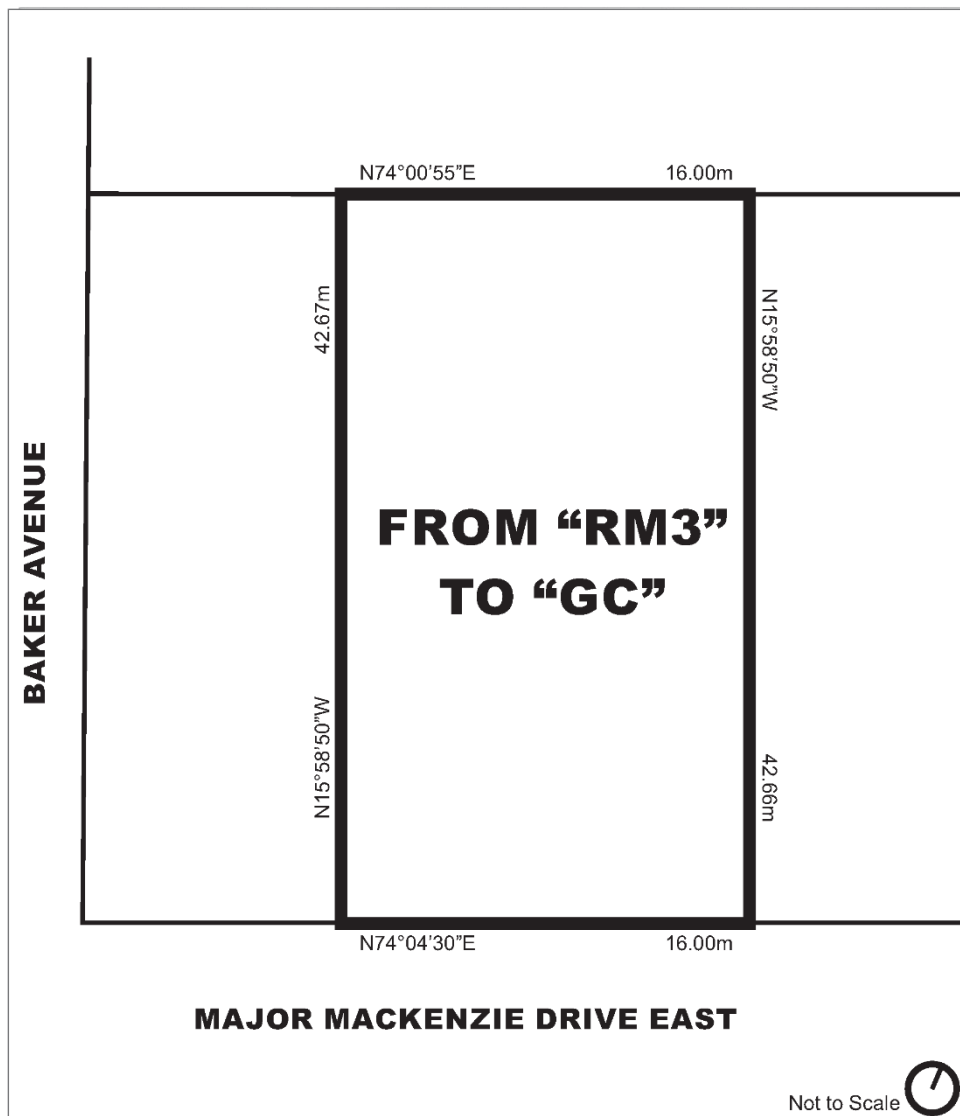 N74°00’55”E 16.00m
42.67m
N15°58’50”W
BAKER AVENUE
FROM “RM3”
TO “GC”
N15°58’50”W
42.66m
N74°04’30”E 16.00m
MAJOR MACKENZIE DRIVE EAST
Not to Scale